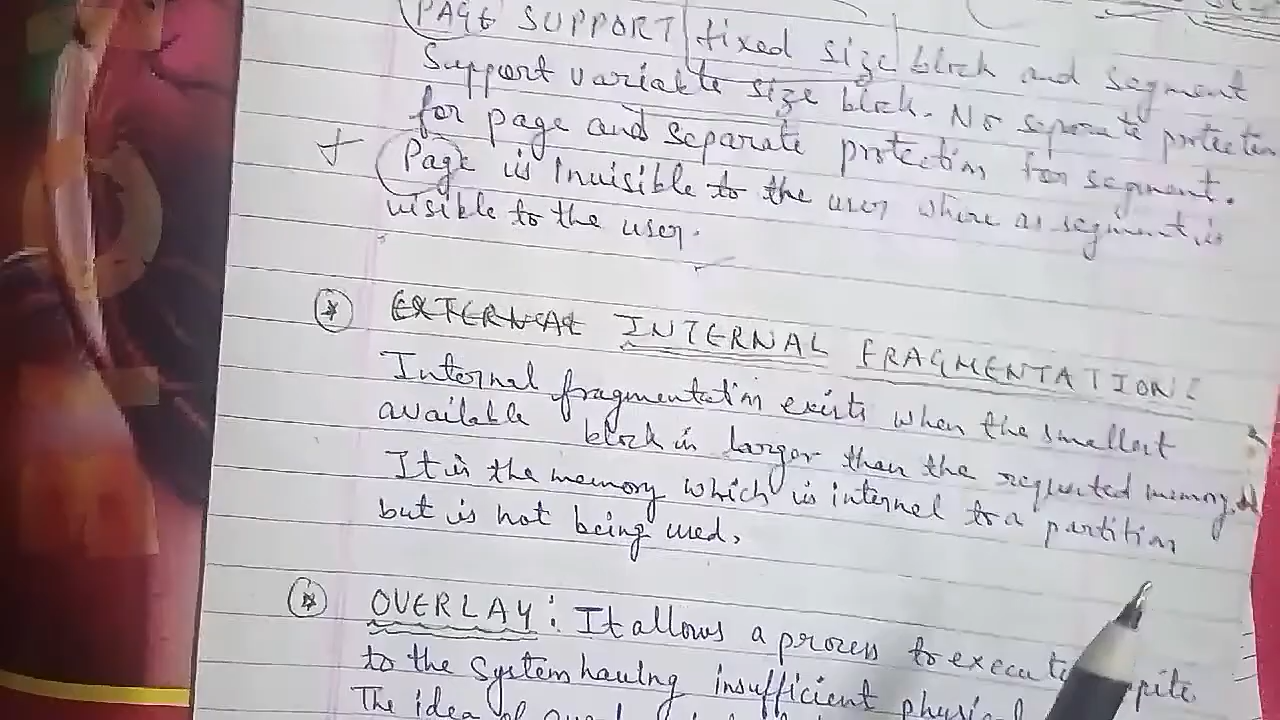 PAGE SUPPORT fixed size block and segment
Support variable size block. No separate protection
for page and separate protection for segment.
Page is invisible to the user where as segment is
visible to the user.
EXTERNAL INTERNAL FRAGMENTATION:
Internal fragmentation exists when the smallest
available block is larger than the requested memory.
It is the memory which is internal to a partition
but is not being used.
OVERLAY: It allows a process to execute
to the system having insufficient
The idea of